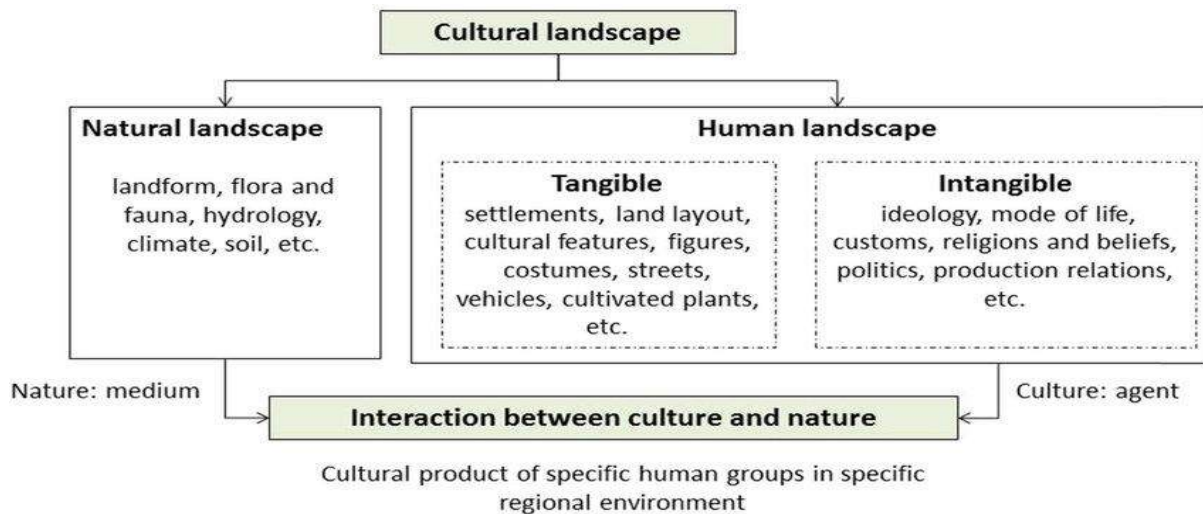 Cultural landscape
Natural landscape
landform, flora and
fauna, hydrology,
climate, soil, etc.
Human landscape
Tangible
settlements, land layout,
cultural features, figures,
costumes, streets,
vehicles, cultivated plants,
etc.
Intangible
ideology, mode of life,
customs, religions and beliefs,
politics, production relations,
etc.
Nature: medium
Culture: agent
Interaction between culture and nature
Cultural product of specific human groups in specific
regional environment